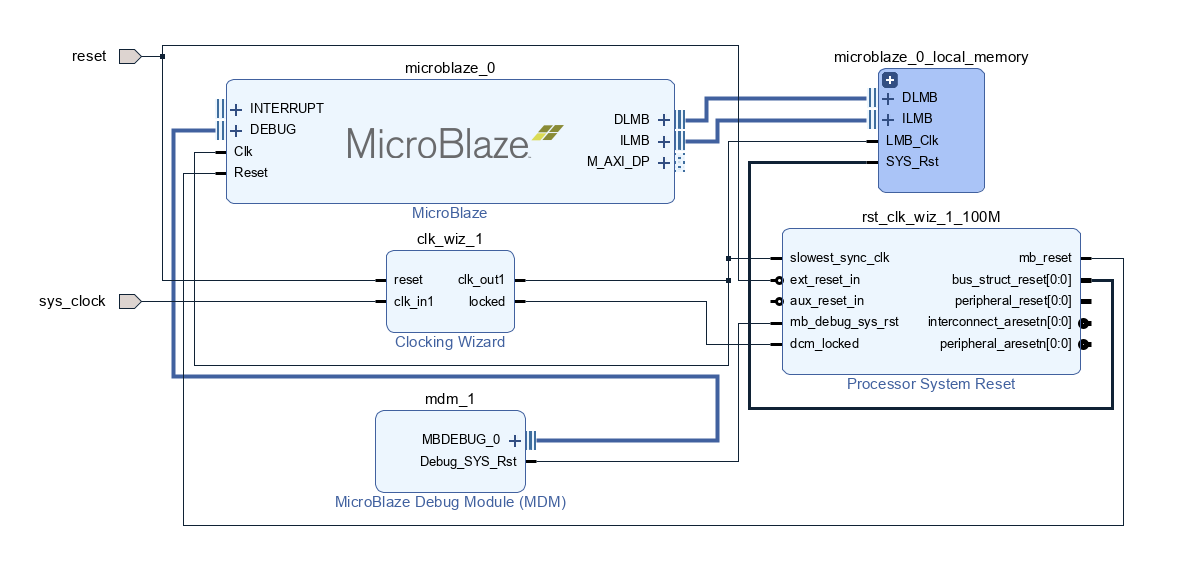 reset
sys_clock
microblaze_0
INTERRUPT
DEBUG
Clk
Reset
MicroBlaze
DLMB
ILMB
M_AXI_DP
MicroBlaze
microblaze_0_local_memory
DLMB
ILMB
LMB_Clk
SYS_Rst
clk_wiz_1
reset
clk_in1
clk_out1
locked
Clocking Wizard
rst_clk_wiz_1_100M
slowest_sync_clk
ext_reset_in
aux_reset_in
mb_debug_sys_rst
dcm_locked
mb_reset
bus_struct_reset[0:0]
peripheral_reset[0:0]
interconnect_aresetn[0:0]
peripheral_aresetn[0:0]
Processor System Reset
mdm_1
MBDEBUG_0
Debug_SYS_Rst
MicroBlaze Debug Module (MDM)